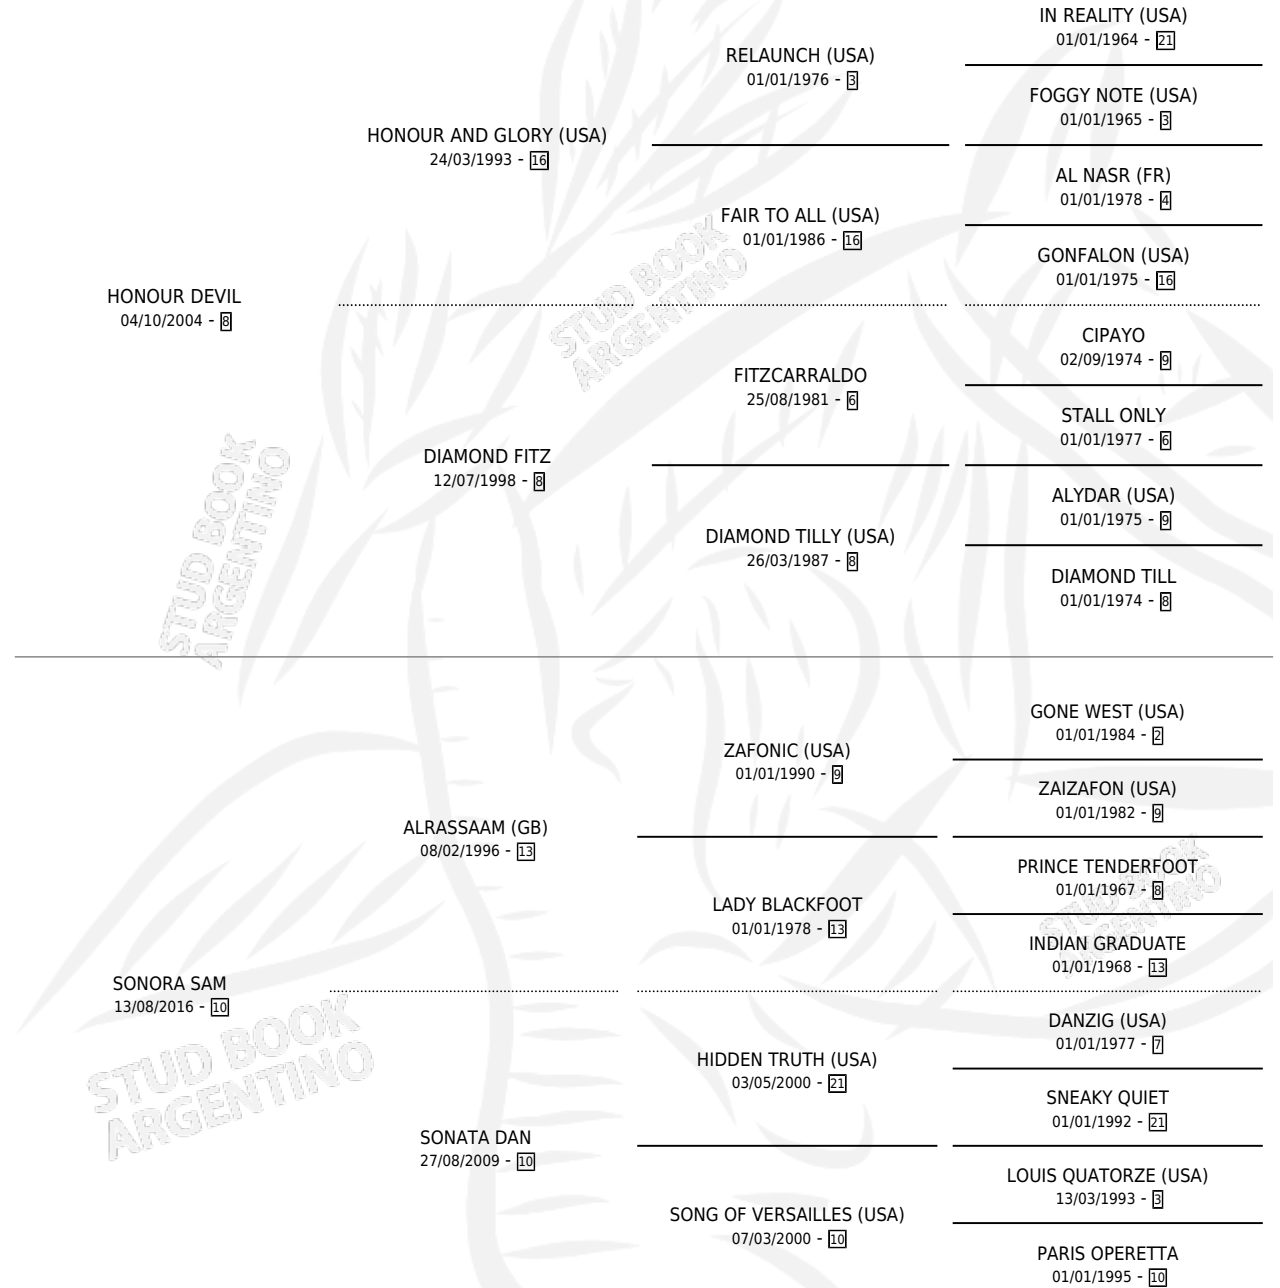 IN REALITY (USA)
01/01/1964 - 21
RELAUNCH (USA)
01/01/1976 - 3
FOGGY NOTE (USA)
01/01/1965 - 3
HONOUR AND GLORY (USA)
24/03/1993 - 16
AL NASR (FR)
01/01/1978 - 4
FAIR TO ALL (USA)
01/01/1986 - 16
GONFALON (USA)
01/01/1975 - 16
HONOUR DEVIL
04/10/2004 - 8
STUD BOOK
ARGENTINO
CIPAYO
02/09/1974 - 9
FITZCARRALDO
25/08/1981 - 6
STALL ONLY
01/01/1977 - 6
DIAMOND FITZ
12/07/1998 - 8
ALYDAR (USA)
01/01/1975 - 9
DIAMOND TILLY (USA)
26/03/1987 - 8
DIAMOND TILL
01/01/1974 - 8
STUD BOOK
ARGENTINO
GONE WEST (USA)
01/01/1984 - 2
ZAFONIC (USA)
01/01/1990 - 9
ZAIZAFON (USA)
01/01/1982 - 9
ALRASSAAM (GB)
08/02/1996 - 13
PRINCE TENDERFOOT
01/01/1967 - 8
LADY BLACKFOOT
01/01/1978 - 13
STUD BOOK
ARGENTINO
INDIAN GRADUATE
01/01/1968 - 13
SONORA SAM
13/08/2016 - 10
DANZIG (USA)
01/01/1977 - 7
HIDDEN TRUTH (USA)
03/05/2000 - 21
SNEAKY QUIET
01/01/1992 - 21
STUD BOOK
ARGENTINO
SONATA DAN
27/08/2009 - 10
LOUIS QUATORZE (USA)
13/03/1993 - 3
SONG OF VERSAILLES (USA)
07/03/2000 - 10
PARIS OPERETTA
01/01/1995 - 10